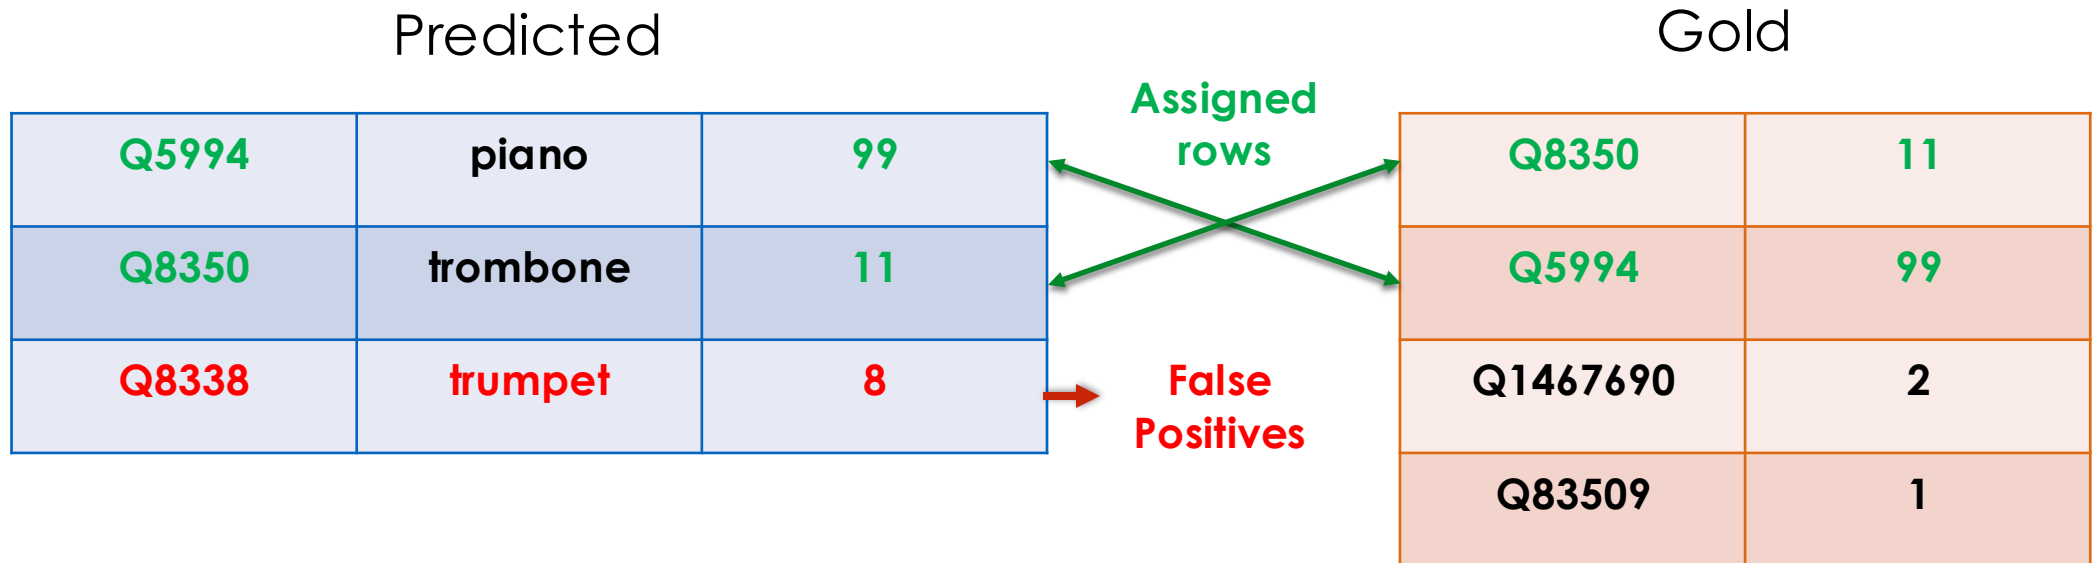 Predicted
Gold
Assigned
rows
Q5994 piano 99
Q8350 trombone 11
Q8338 trumpet 8
False
Positives
Q8350 11
Q5994 99
Q1467690 2
Q83509 1